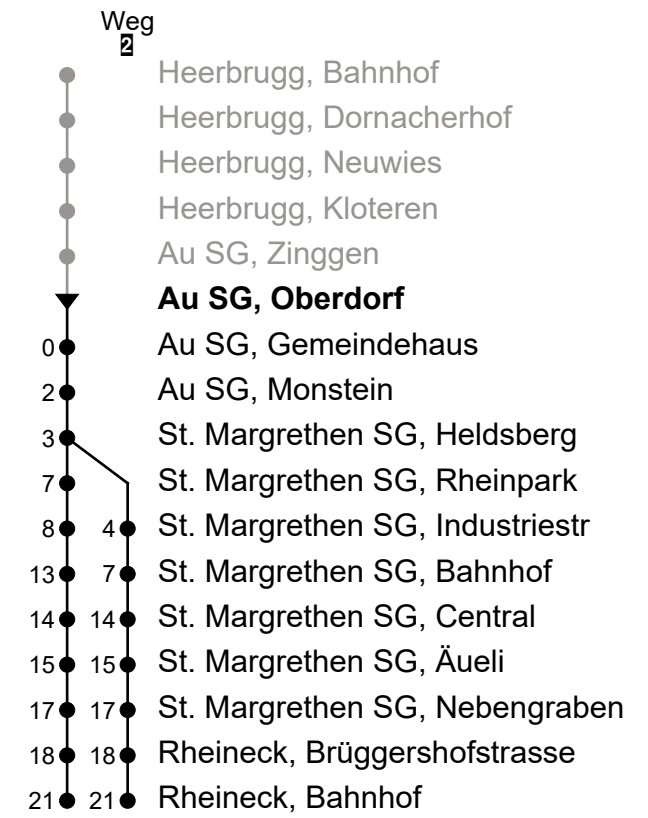 Weg
2
Heerbrugg, Bahnhof
Heerbrugg, Dornacherhof
Heerbrugg, Neuwies
Heerbrugg, Kloteren
Au SG, Zinggen
Au SG, Oberdorf
0 Au SG, Gemeindehaus
2 Au SG, Monstein
3 St. Margrethen SG, Heldsberg
7 St. Margrethen SG, Rheinpark
8 4 St. Margrethen SG, Industriestr
13 7 St. Margrethen SG, Bahnhof
14 14 St. Margrethen SG, Central
15 15 St. Margrethen SG, Äueli
17 17 St. Margrethen SG, Nebengraben
18 18 Rheineck, Brüggershofstrasse
21 21 Rheineck, Bahnhof